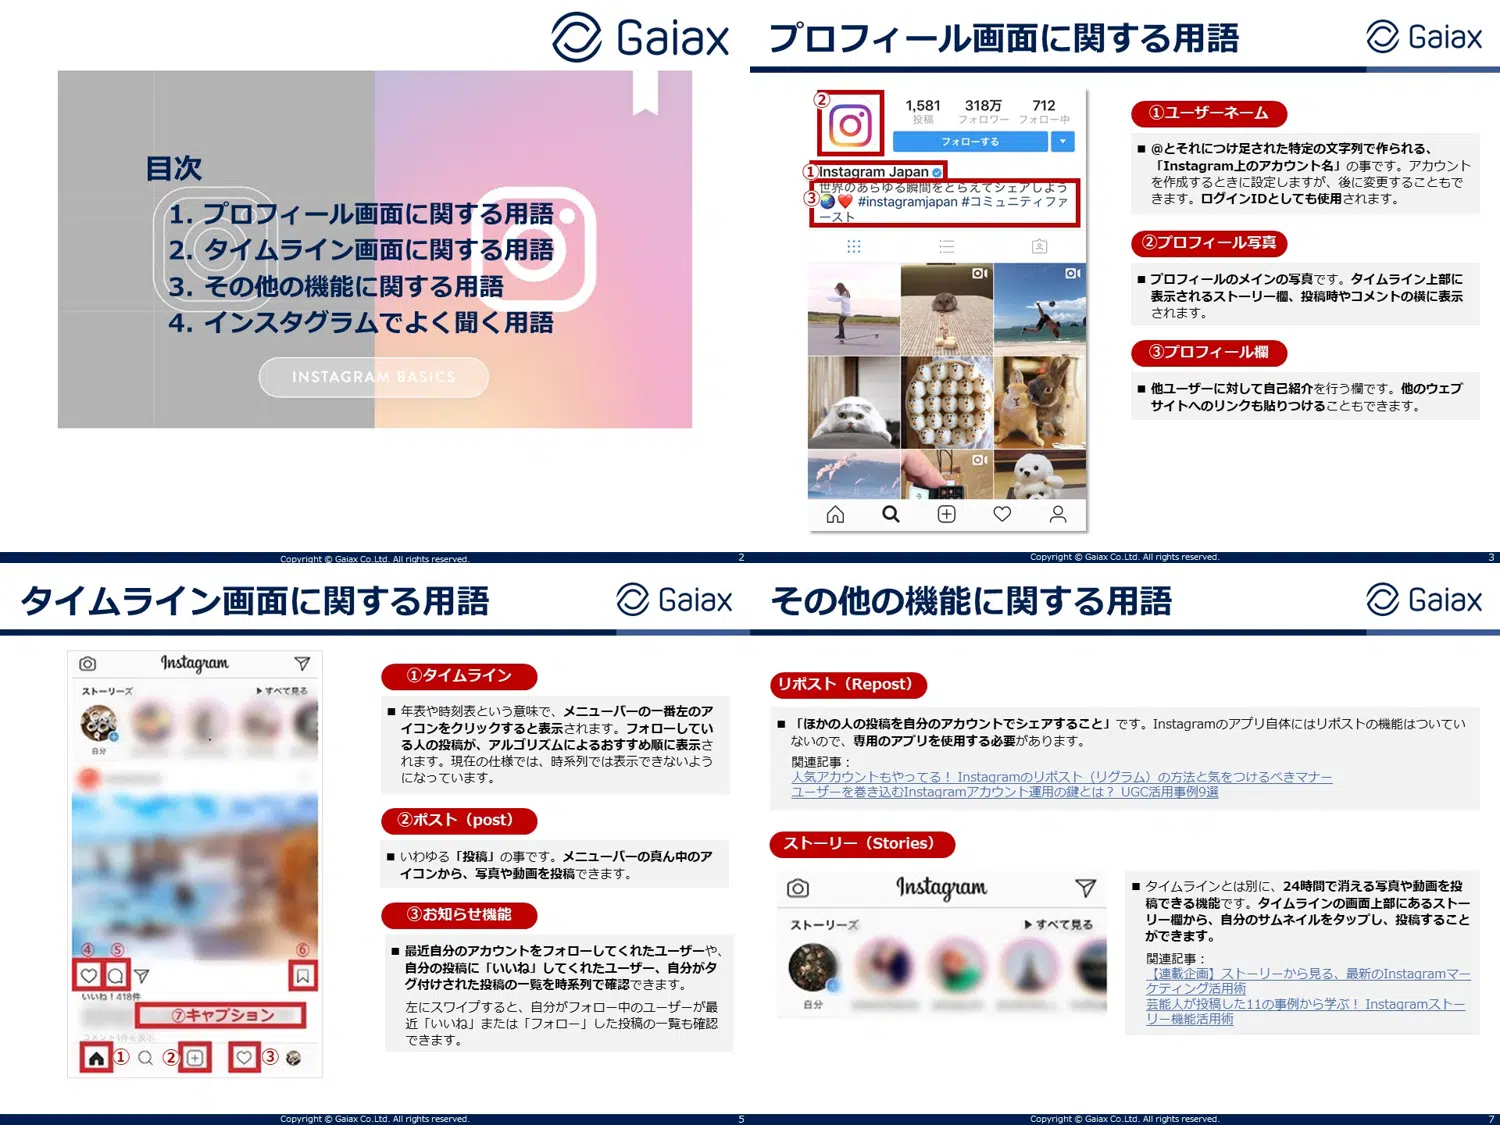 Gaiax
目次
1. プロフィール画面に関する用語
2. タイムライン画面に関する用語
3. その他の機能に関する用語
4. インスタグラムでよく聞く用語
INSTAGRAM BASICS
Copyright © Gaiax Co.Ltd. All rights reserved.
2
プロフィール画面に関する用語
Gaiax
②
1,581
318万
712
投稿
フォロワー
フォロー中
フォローする
①
Instagram Japan
世界のあらゆる瞬間をとらえてシェアしよう
③
#instagramjapan #コミュニティファ
ースト
①ユーザーネーム
■ @とそれにつけ足された特定の文字列で作られる、
「Instagram上のアカウント名」の事です。アカウント
を作成するときに設定しますが、後に変更することもで
きます。ログインIDとしても使用されます。
②プロフィール写真
■ プロフィールのメインの写真です。タイムライン上部に
表示されるストーリー欄、投稿時やコメントの横に表示
されます。
③プロフィール欄
■ 他ユーザーに対して自己紹介を行う欄です。他のウェブ
サイトへのリンクも貼りつけることもできます。
Copyright © Gaiax Co.Ltd. All rights reserved.
3
タイムライン画面に関する用語
Gaiax
Instagram
ストーリーズ
▶すべて見る
自分
④
⑤
⑥
いいね！418件
⑦キャプション
①
②
③
①タイムライン
■ 年表や時刻表という意味で、メニューバーの一番左のア
イコンをクリックすると表示されます。フォローしてい
る人の投稿が、アルゴリズムによるおすすめ順に表示さ
れます。現在の仕様では、時系列では表示できないよう
になっています。
②ポスト（post）
■ いわゆる「投稿」の事です。メニューバーの真ん中のア
イコンから、写真や動画を投稿できます。
③お知らせ機能
■ 最近自分のアカウントをフォローしてくれたユーザーや、
自分の投稿に「いいね」してくれたユーザー、自分がタ
グ付けされた投稿の一覧を時系列で確認できます。
左にスワイプすると、自分がフォロー中のユーザーが最
近「いいね」または「フォロー」した投稿の一覧も確認
できます。
Copyright © Gaiax Co.Ltd. All rights reserved.
5
その他の機能に関する用語
Gaiax
リポスト（Repost）
■ 「ほかの人の投稿を自分のアカウントでシェアすること」です。Instagramのアプリ自体にはリポストの機能はついてい
ないので、専用のアプリを使用する必要があります。
関連記事：
人気アカウントもやってる！ Instagramのリポスト（リグラム）の方法と気をつけるべきマナー
ユーザーを巻き込むInstagramアカウント運用の鍵とは？ UGC活用事例9選
ストーリー（Stories）
Instagram
ストーリーズ
▶すべて見る
自分
■ タイムラインとは別に、24時間で消える写真や動画を投
稿できる機能です。タイムラインの画面上部にあるストー
リー欄から、自分のサムネイルをタップし、投稿すること
ができます。
関連記事：
【連載企画】ストーリーから見る、最新のInstagramマー
ケティング活用術
芸能人が投稿した11の事例から学ぶ！ Instagramストー
リー機能活用術
Copyright © Gaiax Co.Ltd. All rights reserved.
7